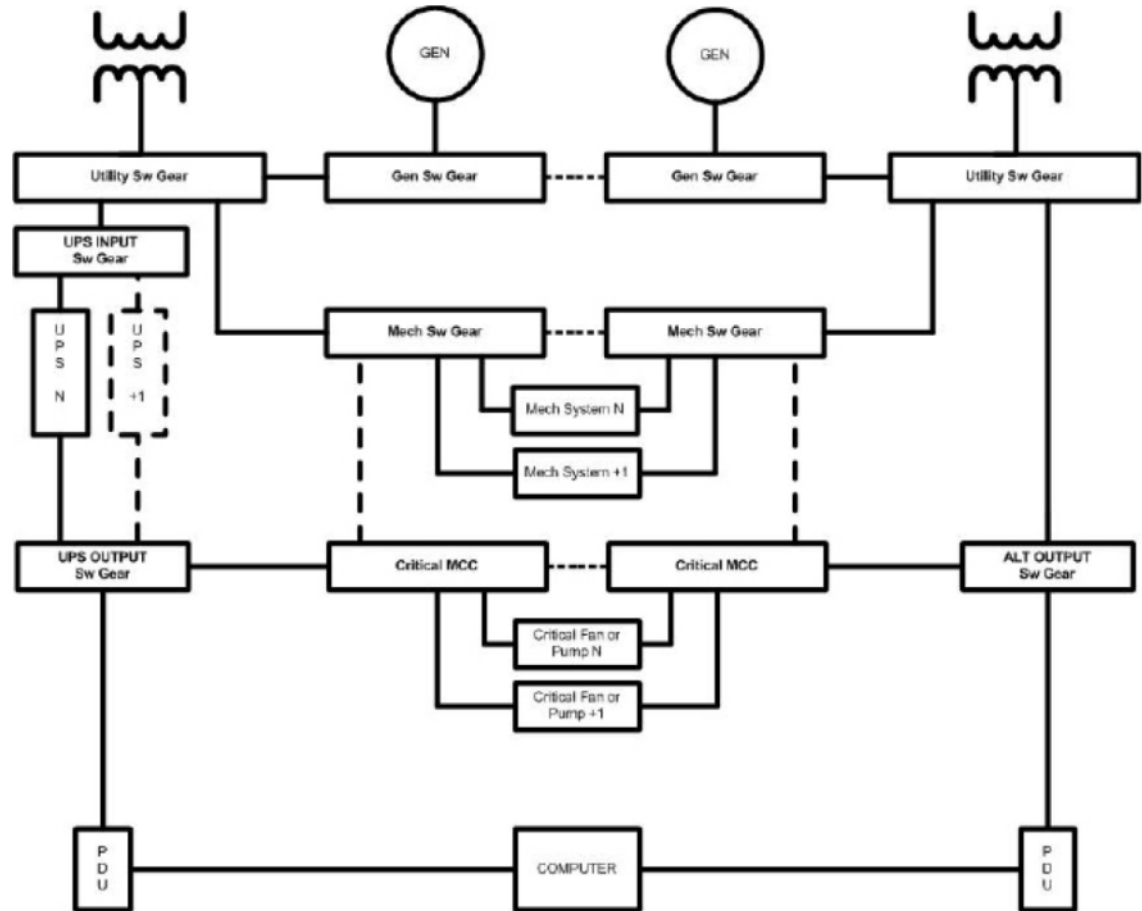 GEN
GEN
Utility Sw Gear
Gen Sw Gear
Gen Sw Gear
Utility Sw Gear
UPS INPUT
Sw Gear
U
P
S
N
U
P
S
+1
Mech Sw Gear
Mech Sw Gear
Mech System N
Mech System +1
UPS OUTPUT
Sw Gear
Critical MCC
Critical MCC
ALT OUTPUT
Sw Gear
Critical Fan or
Pump N
Critical Fan or
Pump +1
P
D
U
COMPUTER
P
D
U